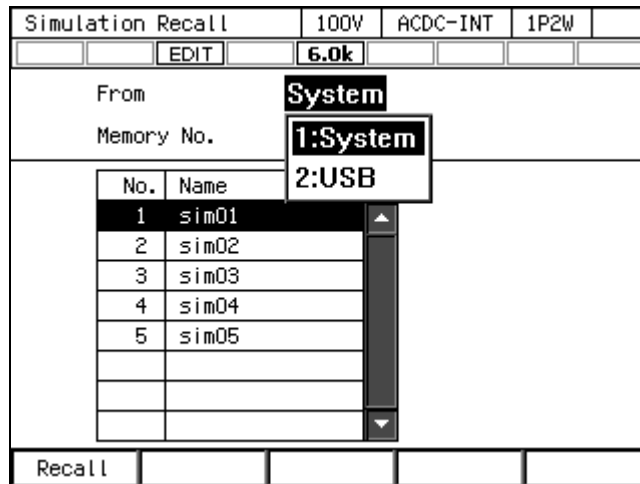 Simulation Recall 100V ACDC-INT 1P2W
EDIT 6.0k
From System
Memory No. 1:System
2:USB
No. Name
1 sim01
2 sim02
3 sim03
4 sim04
5 sim05
Recall